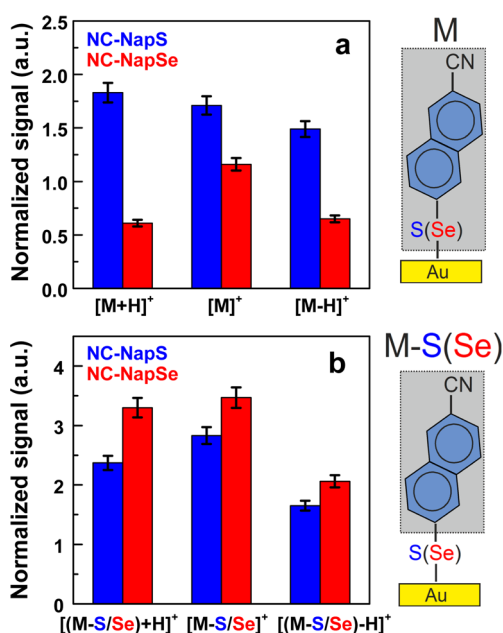 a
NC-NapS
NC-NapSe
Normalized signal (a.u.)
2.5
2.0
1.5
1.0
0.5
0.0
[M+H]⁺
[M]⁺
[M-H]⁺
M
CN
S(Se)
Au
b
NC-NapS
NC-NapSe
Normalized signal (a.u.)
4
3
2
1
0
[(M-S/Se)+H]⁺
[M-S/Se]⁺
[(M-S/Se)-H]⁺
M-S(Se)
CN
S(Se)
Au